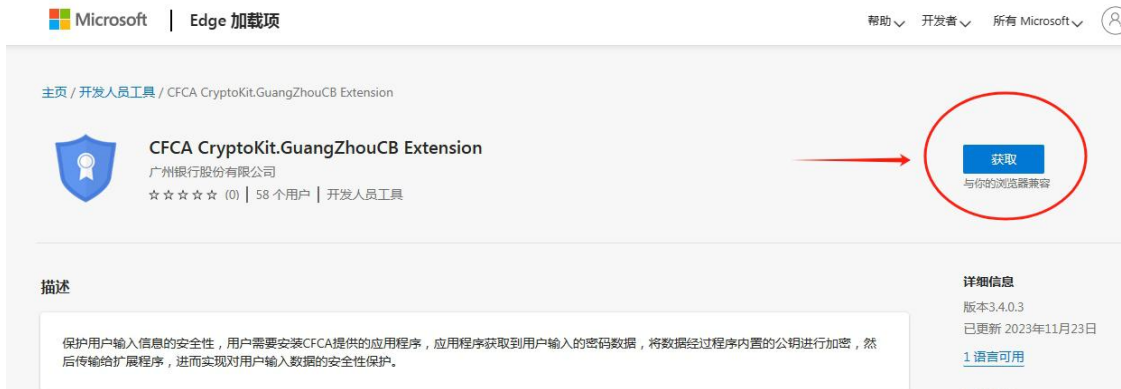 Microsoft | Edge 加载项
帮助 开发者 所有 Microsoft
主页 / 开发人员工具 / CFCA CryptoKit.GuangZhouCB Extension
CFCA CryptoKit.GuangZhouCB Extension
广州银行股份有限公司
☆☆☆☆☆ (0) | 58 个用户 | 开发人员工具
获取
与你的浏览器兼容
描述
保护用户输入信息的安全性，用户需要安装CFCA提供的应用程序，应用程序获取到用户输入的密码数据，将数据经过程序内置的公钥进行加密，然
后传输给扩展程序，进而实现对用户输入数据的安全性保护。
详细信息
版本3.4.0.3
已更新 2023年11月23日
1 语言可用